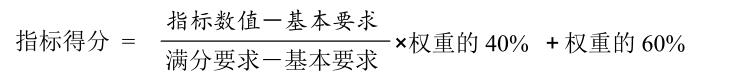 指标得分 = 指标数值－基本要求
满分要求－基本要求
×权重的 40% + 权重的 60%